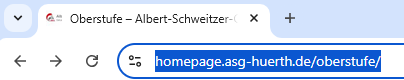 Oberstufe – Albert-Schweitzer-
homepage.asg-huerth.de/oberstufe/